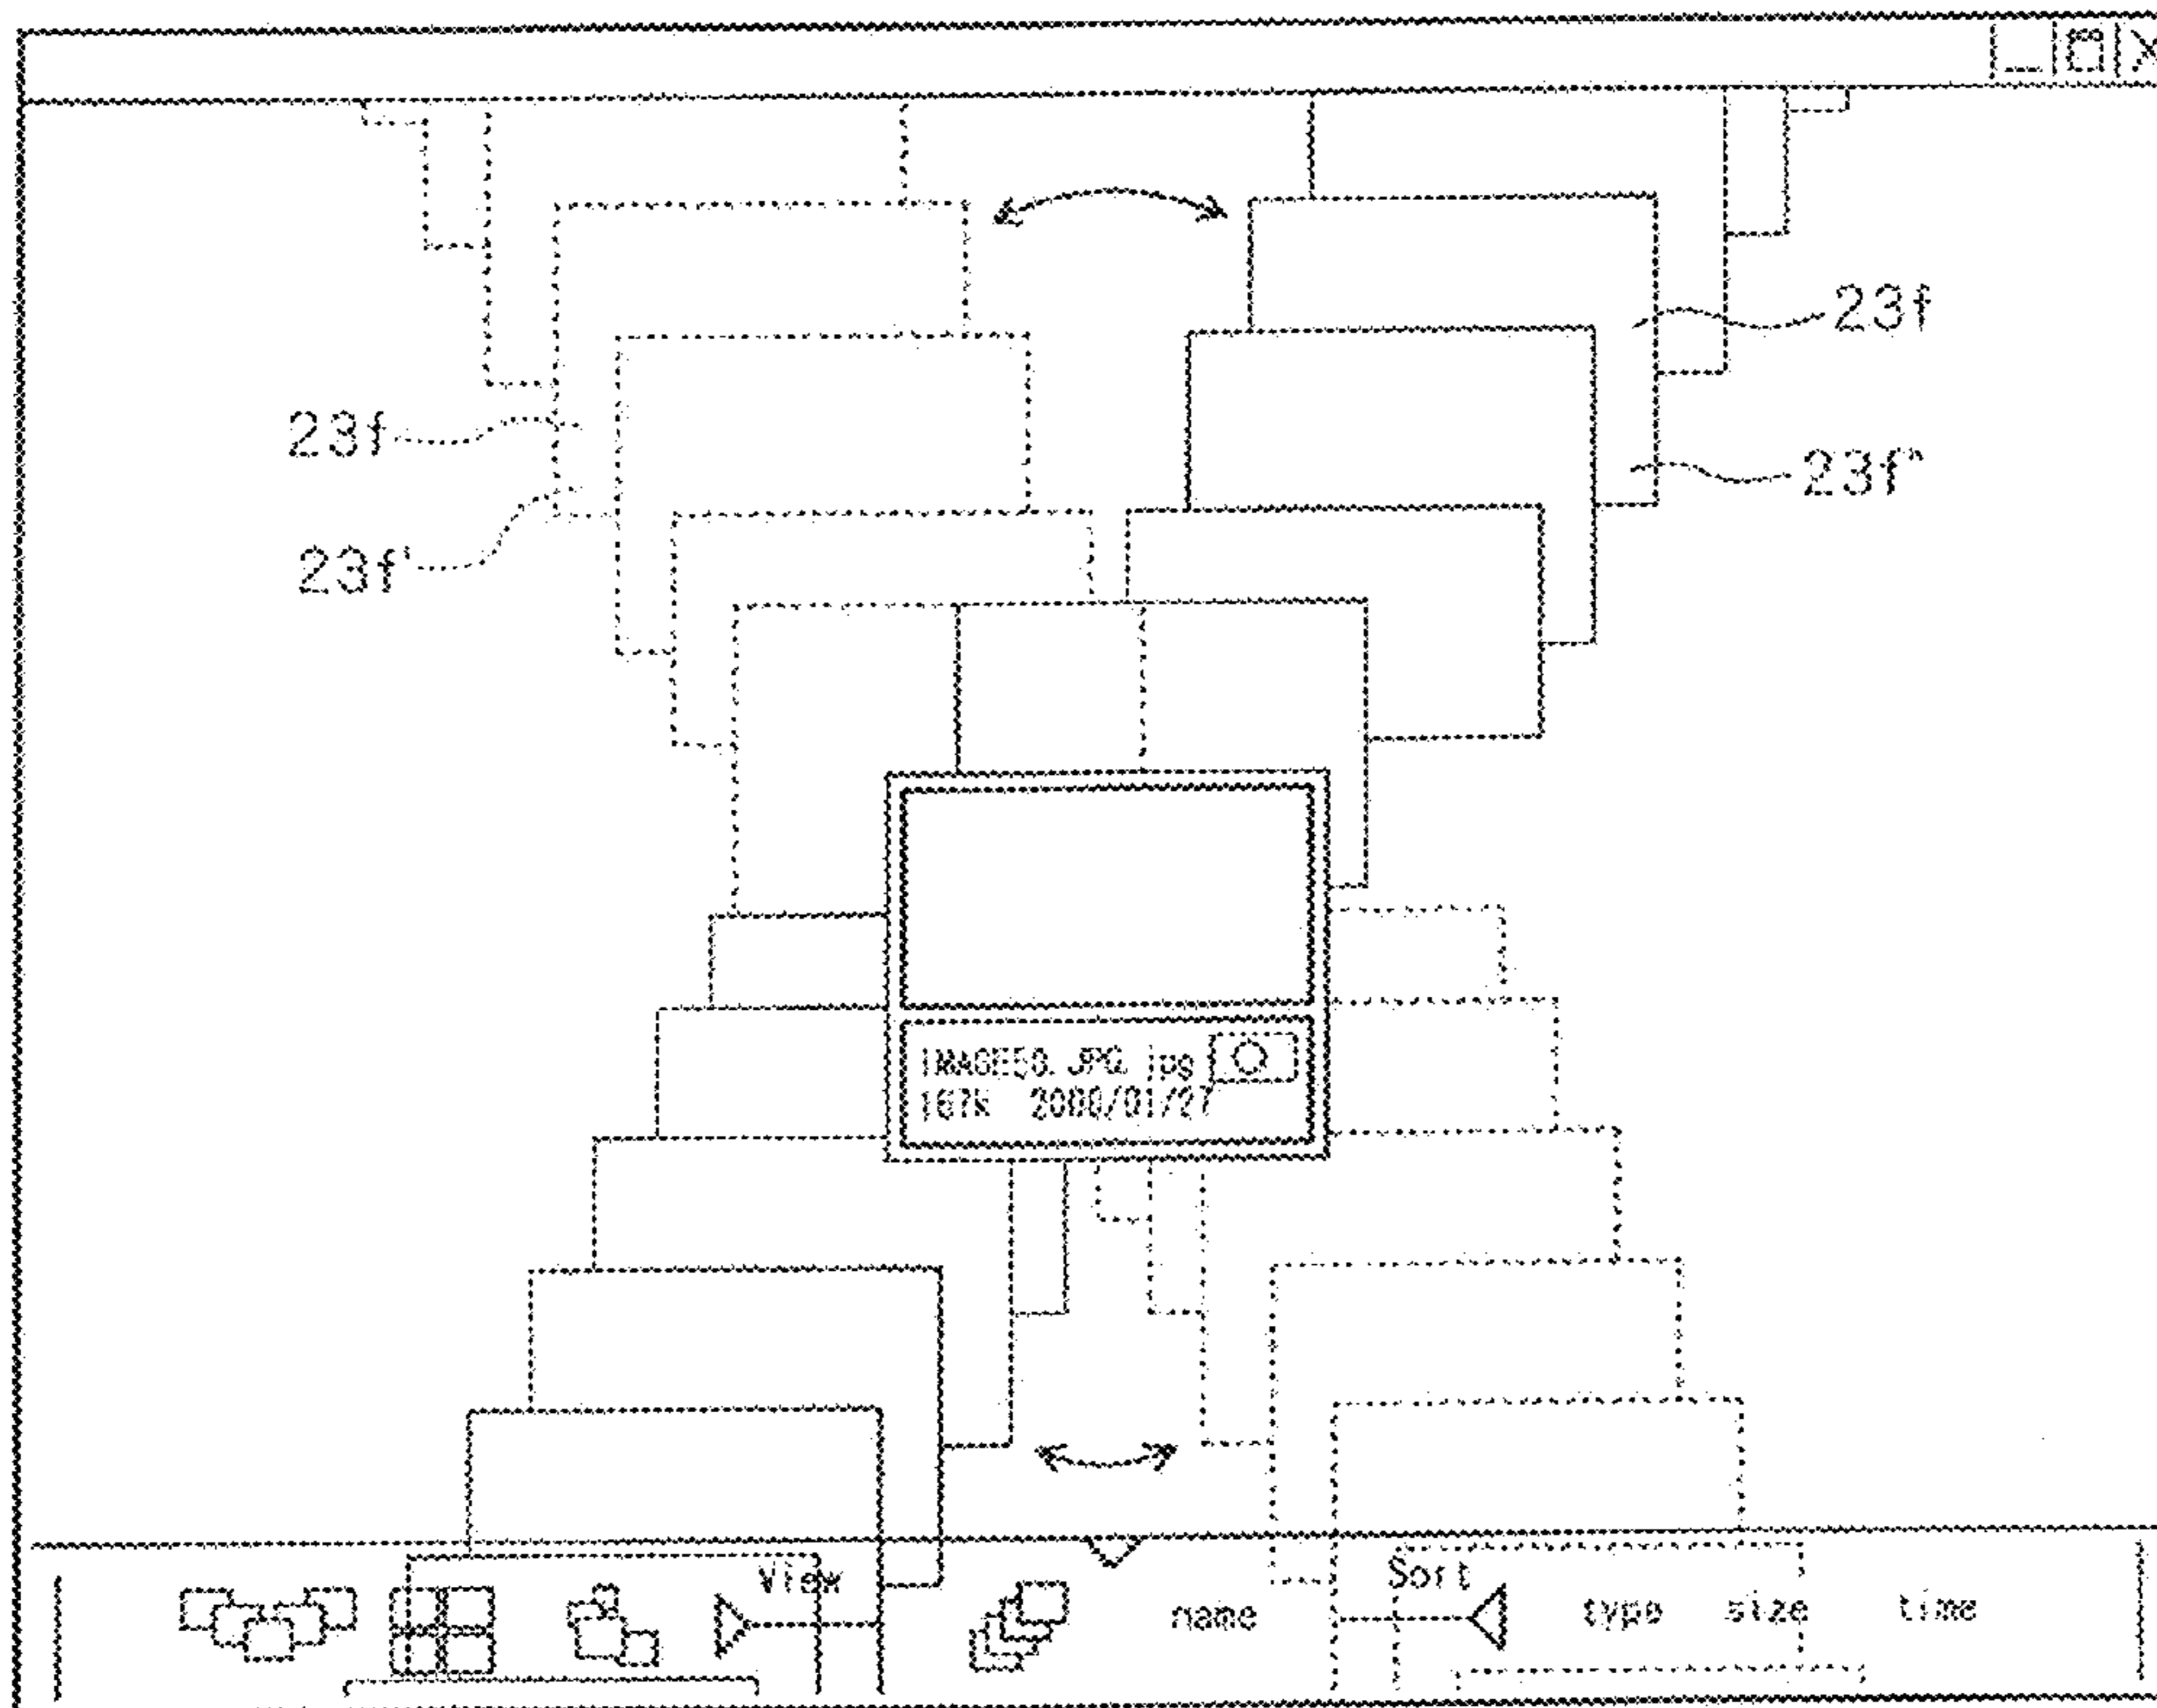 23f
23f
23f"
23f'
IMAGE50.JPG.jpg
167K 2000/01/27
View
Sort
name
type size time